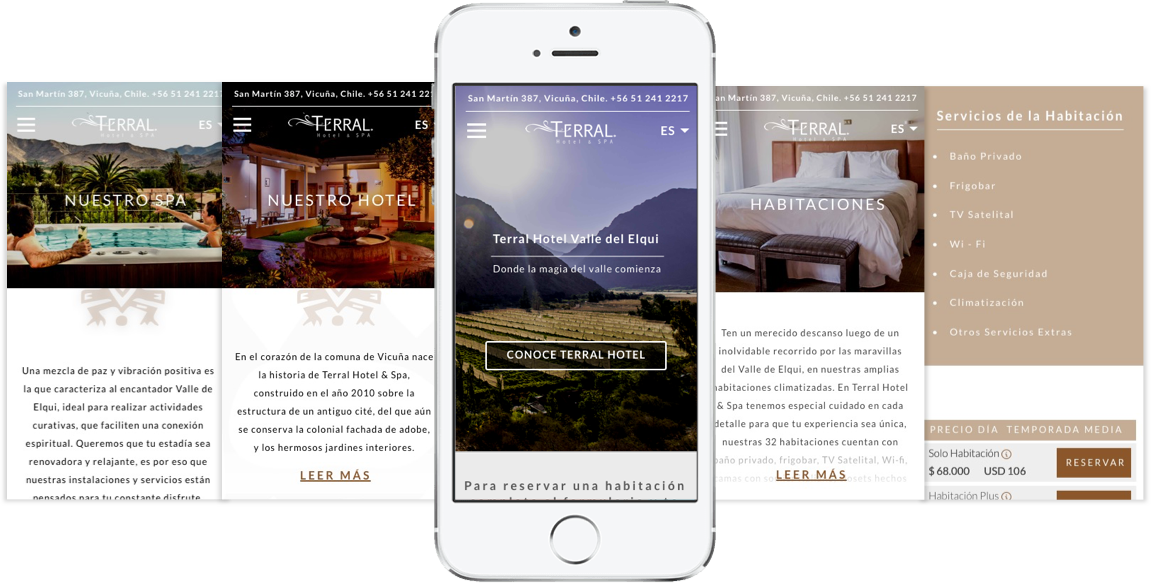 San Martín 387, Vicuña, Chile. +56 51 241 221
TERRAL.
Hotel & SPA
ES
NUESTRO SPA
Una mezcla de paz y vibración positiva es
la que caracteriza al encantador Valle de
Elqui, ideal para realizar actividades
curativas, que faciliten una conexión
espiritual. Queremos que tu estadía sea
renovadora y relajante, es por eso que
nuestras instalaciones y servicios están
pensados para tu constante disfrute
San Martín 387, Vicuña, Chile. +56 51 241 221
TERRAL.
Hotel & SPA
ES
NUESTRO HOTEL
En el corazón de la comuna de Vicuña nace
la historia de Terral Hotel & Spa,
construido en el año 2010 sobre la
estructura de un antiguo cité, del que aún
se conserva la colonial fachada de adobe,
y los hermosos jardines interiores.
LEER MÁS
San Martín 387, Vicuña, Chile. +56 51 241 2217
TERRAL.
Hotel & SPA
ES
Terral Hotel Valle del Elqui
Donde la magia del valle comienza
CONOCE TERRAL HOTEL
Para reservar una habitación
an Martín 387, Vicuña, Chile. +56 51 241 2217
TERRAL.
Hotel & SPA
ES
HABITACIONES
Ten un merecido descanso luego de un
inolvidable recorrido por las maravillas
del Valle de Elqui, en nuestras amplias
habitaciones climatizadas. En Terral Hotel
& Spa tenemos especial cuidado en cada
detalle para que tu experiencia sea única,
nuestras 32 habitaciones cuentan con
baño privado, frigobar, TV Satelital, Wi-fi,
camas con
LEER MÁS
osets hechos
Servicios de la Habitación
• Baño Privado
• Frigobar
• TV Satelital
• Wi - Fi
• Caja de Seguridad
• Climatización
• Otros Servicios Extras
PRECIO DÍA TEMPORADA MEDIA
Solo Habitación
$ 68.000 USD 106
RESERVAR
Habitación Plus